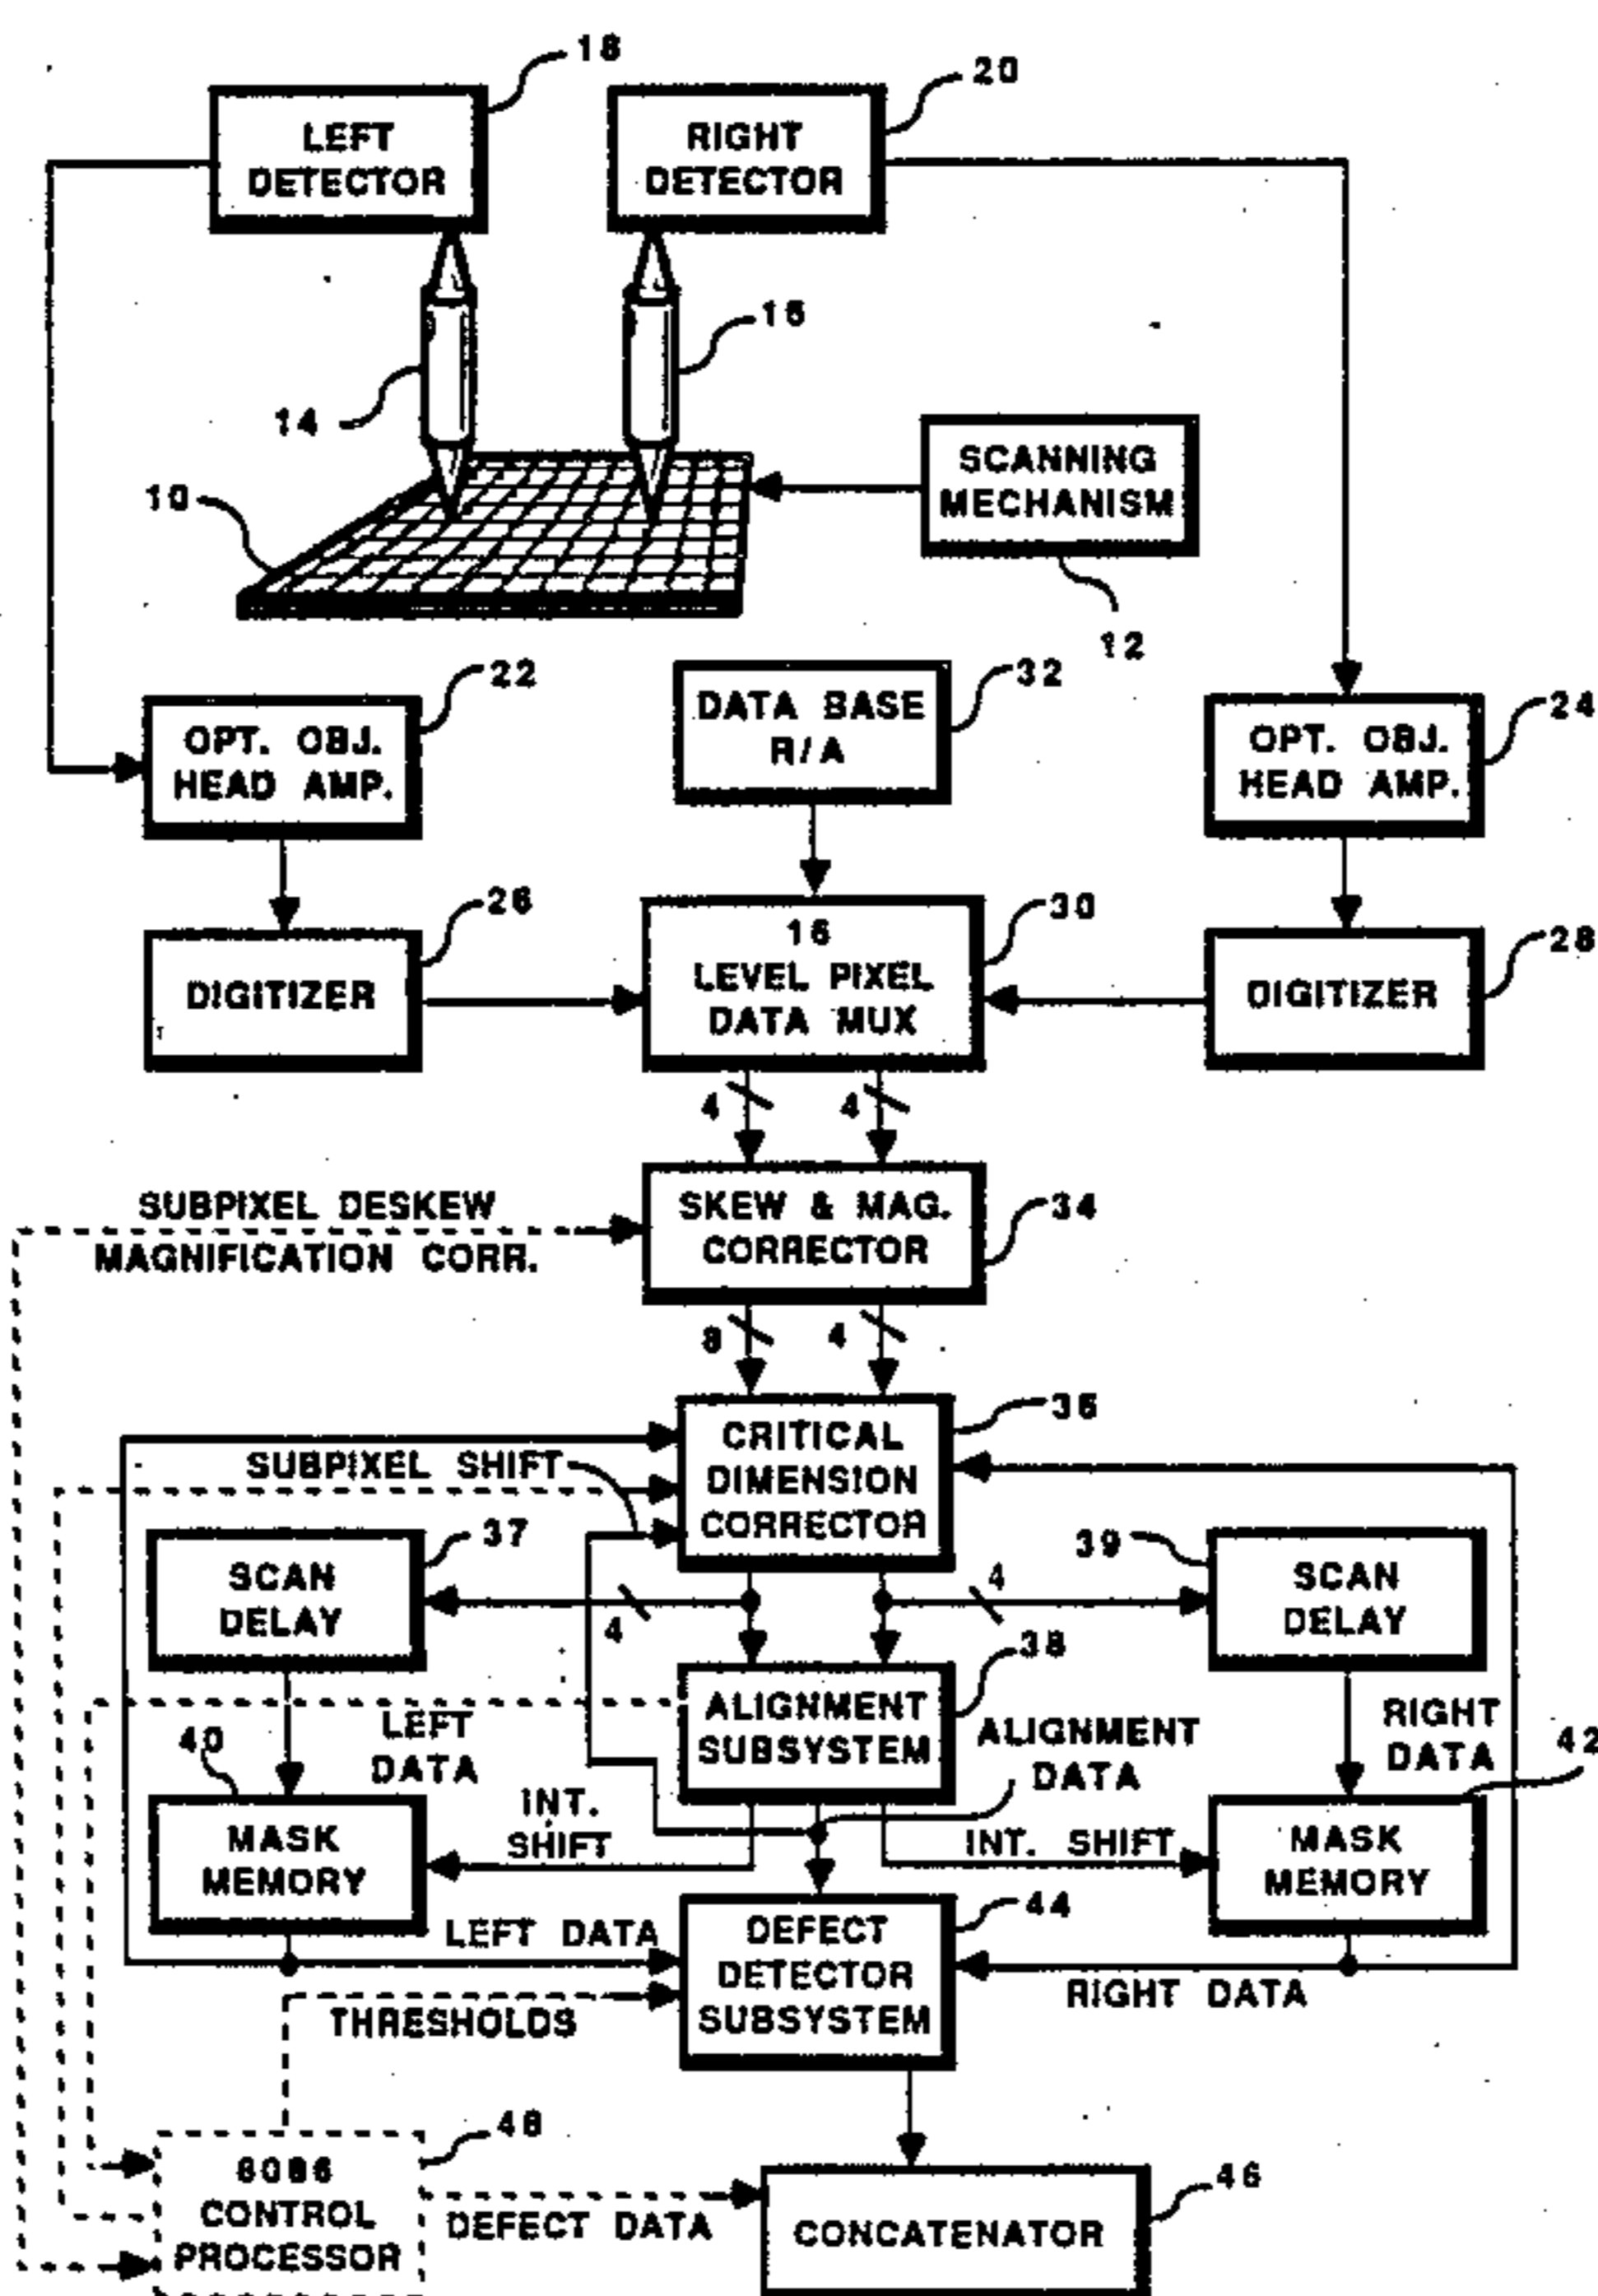 18
20
LEFT
DETECTOR
RIGHT
DETECTOR
16
14
SCANNING
MECHANISM
10
12
22
32
24
OPT. OBJ.
HEAD AMP.
DATA BASE
R/A
OPT. OBJ.
HEAD AMP.
26
30
28
DIGITIZER
16
LEVEL PIXEL
DATA MUX
DIGITIZER
4
4
SUBPIXEL DESKEW
MAGNIFICATION CORR.
SKEW & MAG.
CORRECTOR
34
8
4
36
CRITICAL
DIMENSION
CORRECTOR
SUBPIXEL SHIFT
37
39
SCAN
DELAY
4
4
SCAN
DELAY
38
ALIGNMENT
SUBSYSTEM
LEFT
DATA
ALIGNMENT
DATA
RIGHT
DATA
40
42
INT.
SHIFT
INT. SHIFT
MASK
MEMORY
MASK
MEMORY
44
LEFT DATA
DEFECT
DETECTOR
SUBSYSTEM
RIGHT DATA
THRESHOLDS
48
8086
CONTROL
PROCESSOR
DEFECT DATA
46
CONCATENATOR